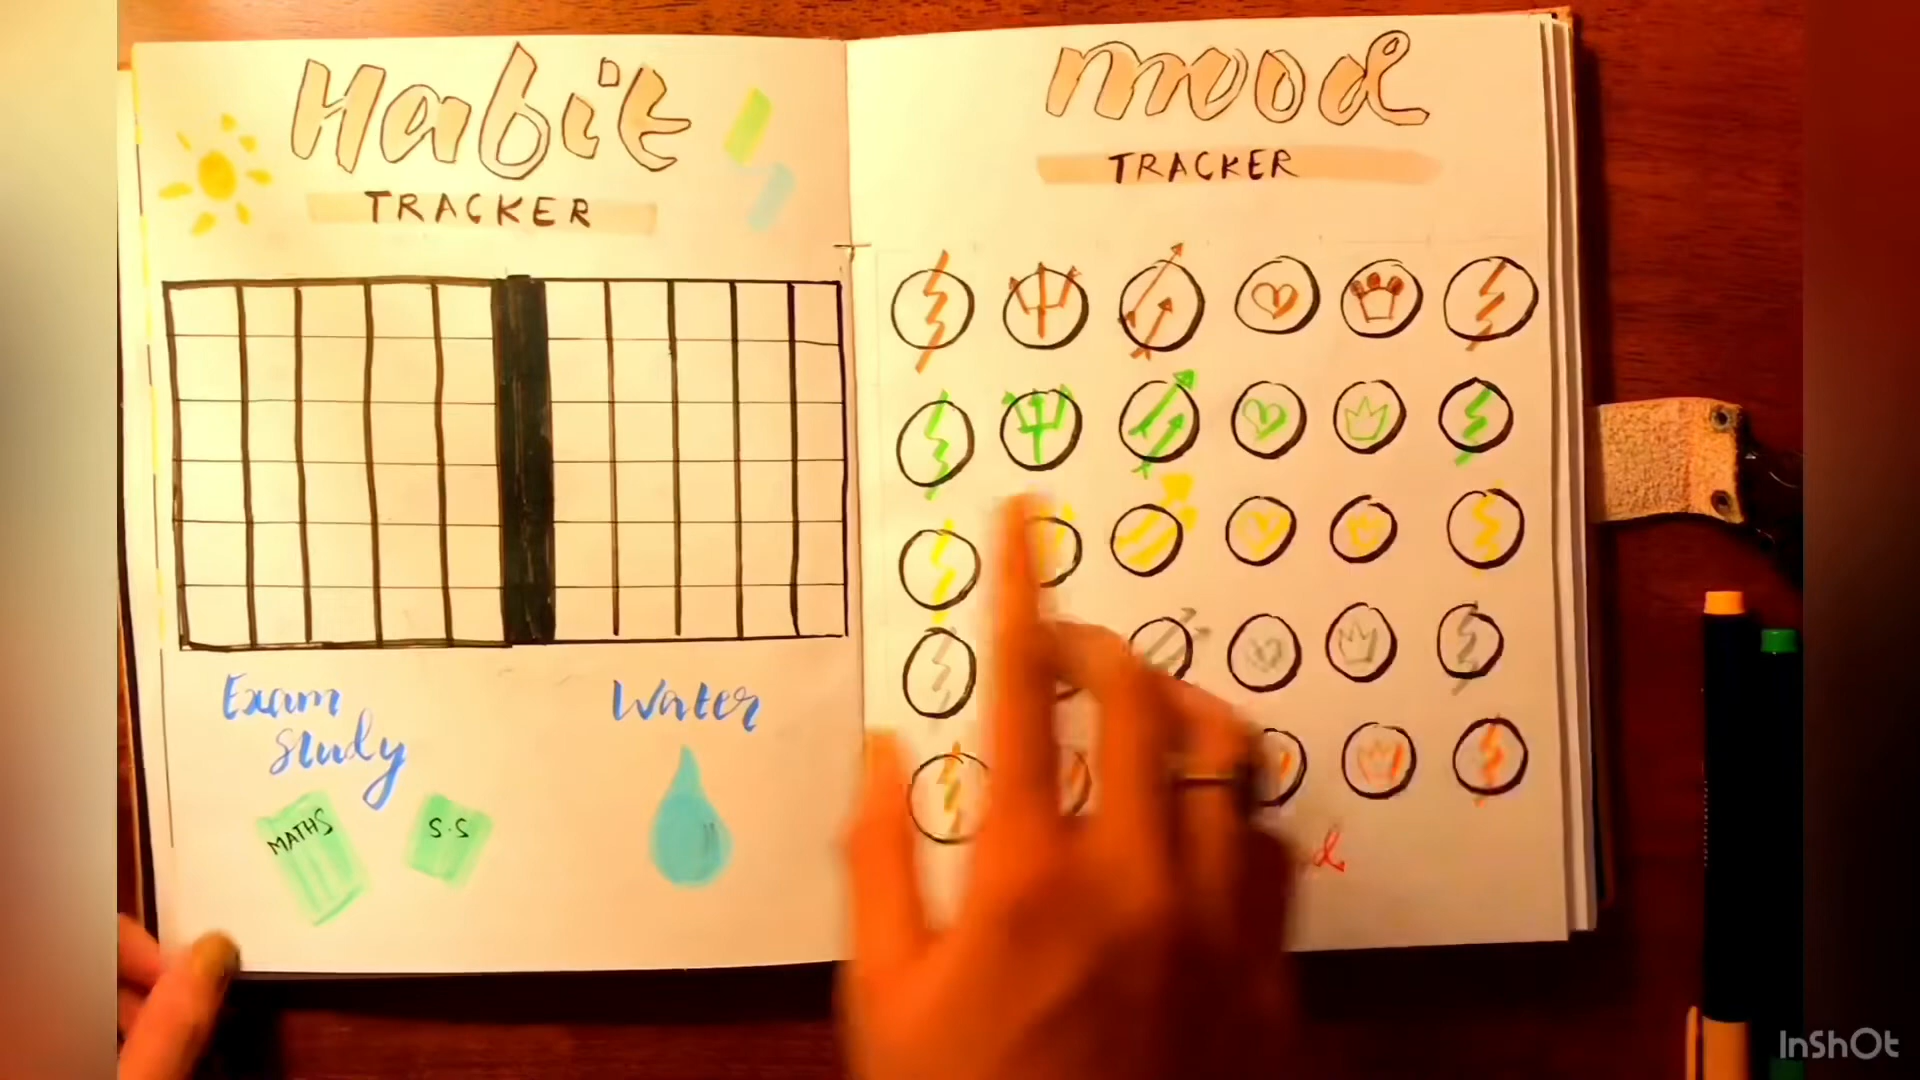 Habit
TRACKER
Exam
Study
MATHS
S.S
Water
mood
TRACKER
InShOt